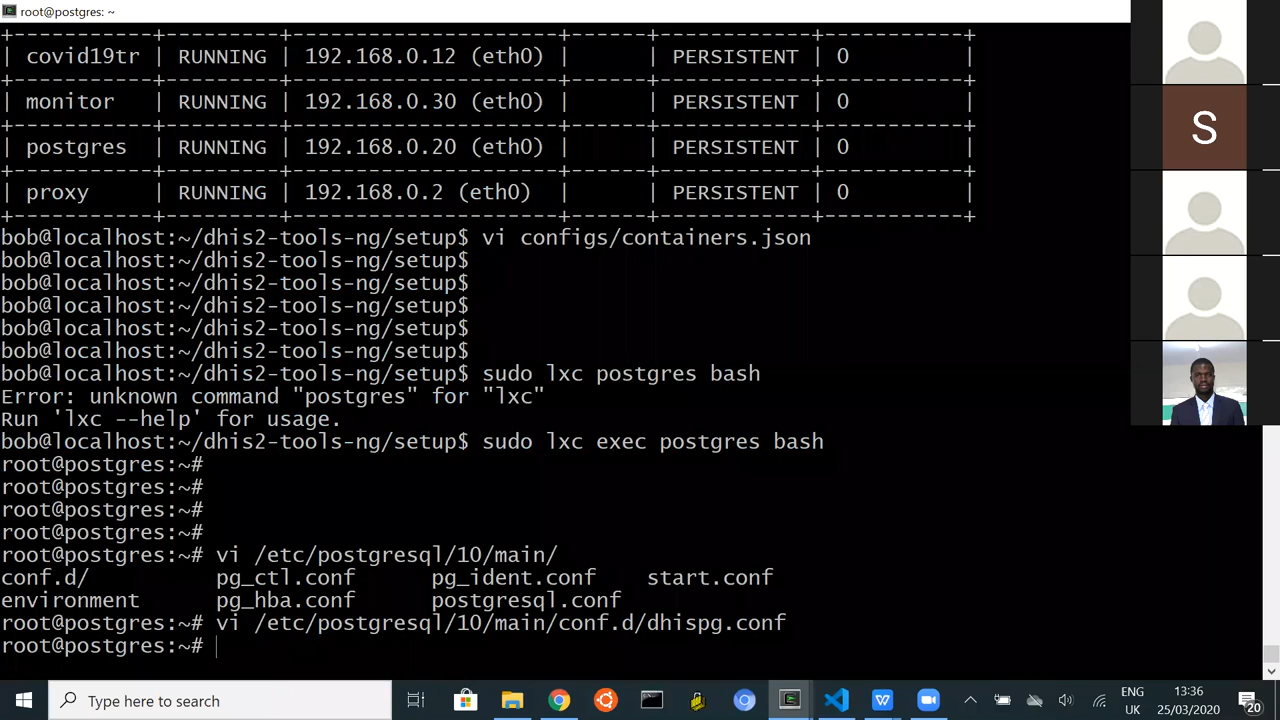 root@postgres: ~
+-----------+---------+---------------------+------+------------+-----------+
| covid19tr | RUNNING | 192.168.0.12 (eth0) |      | PERSISTENT | 0         |
+-----------+---------+---------------------+------+------------+-----------+
| monitor   | RUNNING | 192.168.0.30 (eth0) |      | PERSISTENT | 0         |
+-----------+---------+---------------------+------+------------+-----------+
| postgres  | RUNNING | 192.168.0.20 (eth0) |      | PERSISTENT | 0         |
+-----------+---------+---------------------+------+------------+-----------+
| proxy     | RUNNING | 192.168.0.2 (eth0)  |      | PERSISTENT | 0         |
+-----------+---------+---------------------+------+------------+-----------+
bob@localhost:~/dhis2-tools-ng/setup$ vi configs/containers.json
bob@localhost:~/dhis2-tools-ng/setup$
bob@localhost:~/dhis2-tools-ng/setup$
bob@localhost:~/dhis2-tools-ng/setup$
bob@localhost:~/dhis2-tools-ng/setup$
bob@localhost:~/dhis2-tools-ng/setup$
bob@localhost:~/dhis2-tools-ng/setup$ sudo lxc postgres bash
Error: unknown command "postgres" for "lxc"
Run 'lxc --help' for usage.
bob@localhost:~/dhis2-tools-ng/setup$ sudo lxc exec postgres bash
root@postgres:~#
root@postgres:~#
root@postgres:~#
root@postgres:~#
root@postgres:~# vi /etc/postgresql/10/main/
conf.d/          pg_ctl.conf      pg_ident.conf    start.conf
environment      pg_hba.conf      postgresql.conf
root@postgres:~# vi /etc/postgresql/10/main/conf.d/dhispg.conf
root@postgres:~#
S
Type here to search
W
ENG
UK
13:36
25/03/2020
20